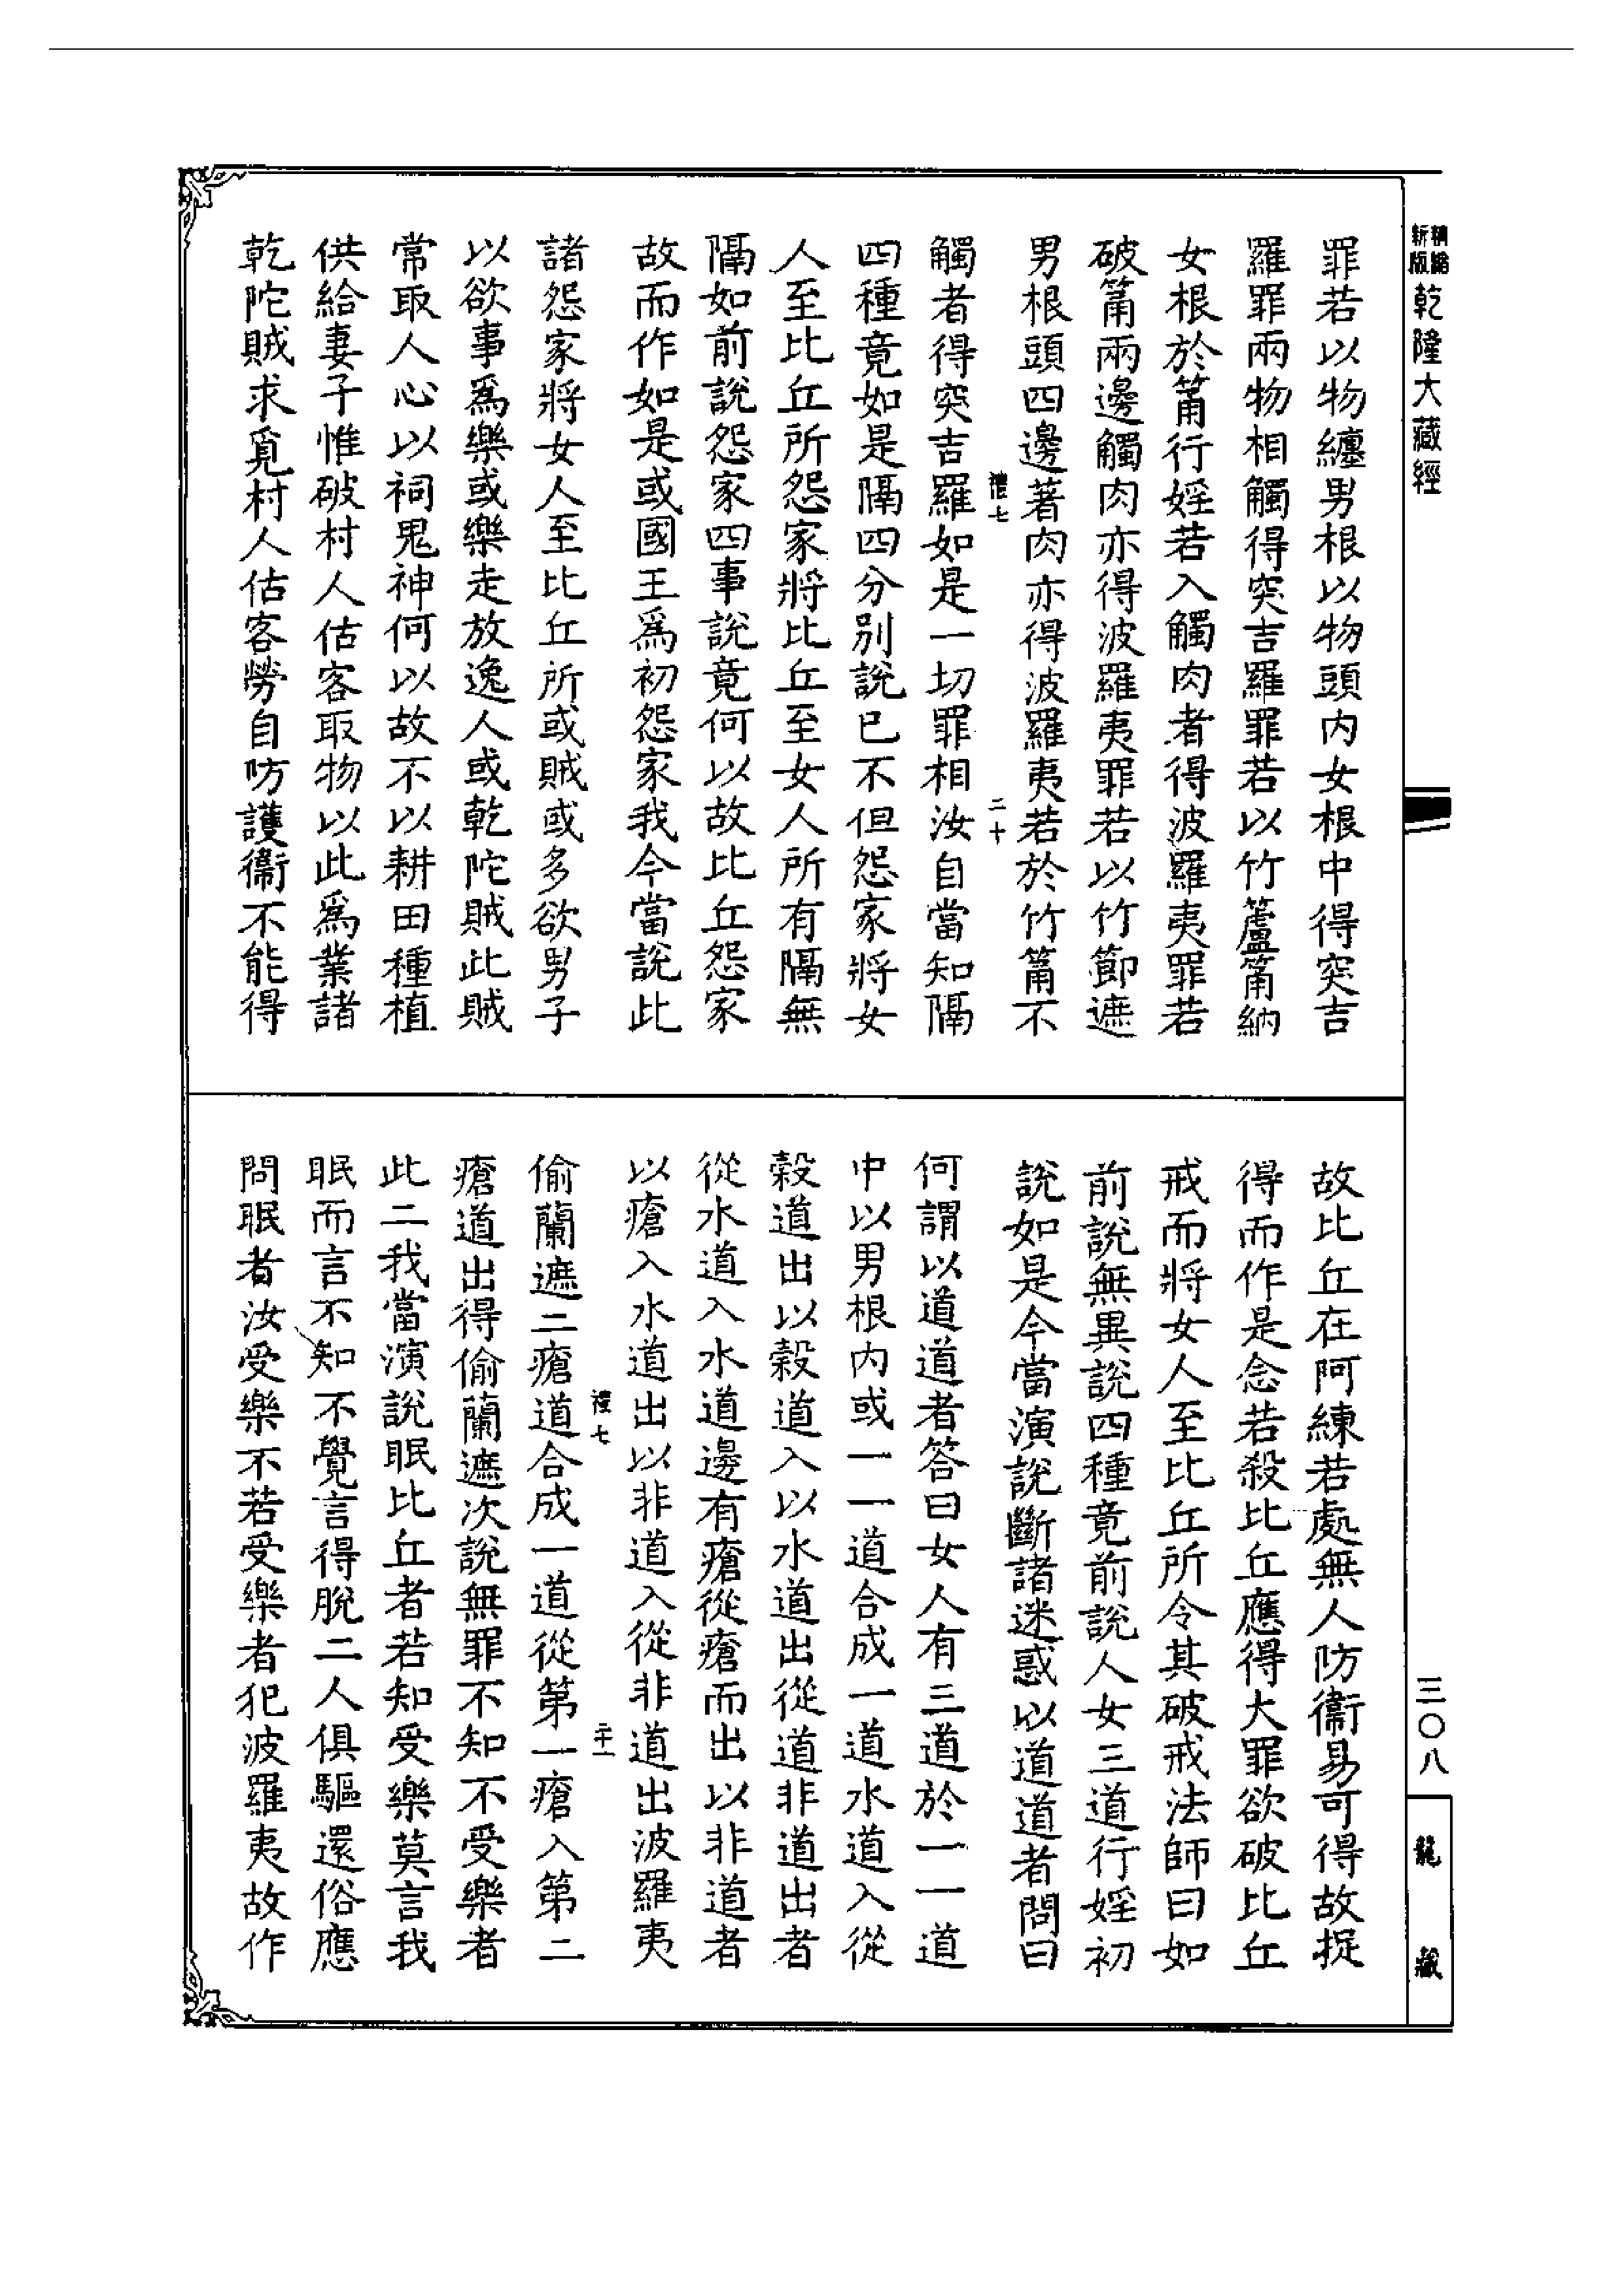 新版精縮乾隆大藏經
罪若以物纏男根以物頭内女根中得突吉
羅罪兩物相觸得突吉羅罪若以竹蘆筩納
女根於筩行婬若入觸肉者得波羅夷罪若
破筩兩邊觸肉亦得波羅夷罪若以竹節遮
男根頭四邊著肉亦得波羅夷若於竹筩不
禮七 二十
觸者得突吉羅如是一切罪相汝自當知隔
四種竟如是隔四分別說已不但怨家將女
人至比丘所怨家將比丘至女人所有隔無
隔如前說怨家四事說竟何以故比丘怨家
故而作如是或國王爲初怨家我今當說此
諸怨家將女人至比丘所或賊或多欲男子
以欲事爲樂或樂走放逸人或乾陀賊此賊
常取人心以祠鬼神何以故不以耕田種植
供給妻子惟破村人估客取物以此爲業諸
乾陀賊求覓村人估客勞自防護衞不能得
故比丘在阿練若處無人防衞易可得故捉
得而作是念若殺比丘應得大罪欲破比丘
戒而將女人至比丘所令其破戒法師曰如
前說無異說四種竟前說人女三道行婬初
說如是今當演說斷諸迷惑以道道者問曰
何謂以道道者答曰女人有三道於一一道
中以男根内或一一道合成一道水道入從
穀道出以穀道入以水道出從道非道出者
從水道入水道邊有瘡從瘡而出以非道者
以瘡入水道出以非道入從非道出波羅夷
禮七 二十一
偷蘭遮二瘡道合成一道從第一瘡入第二
瘡道出得偷蘭遮次說無罪不知不受樂者
此二我當演說眠比丘者若知受樂莫言我
眠而言不知不覺言得脫二人俱驅還俗應
問眠者汝受樂不若受樂者犯波羅夷故作
三〇八
龍藏